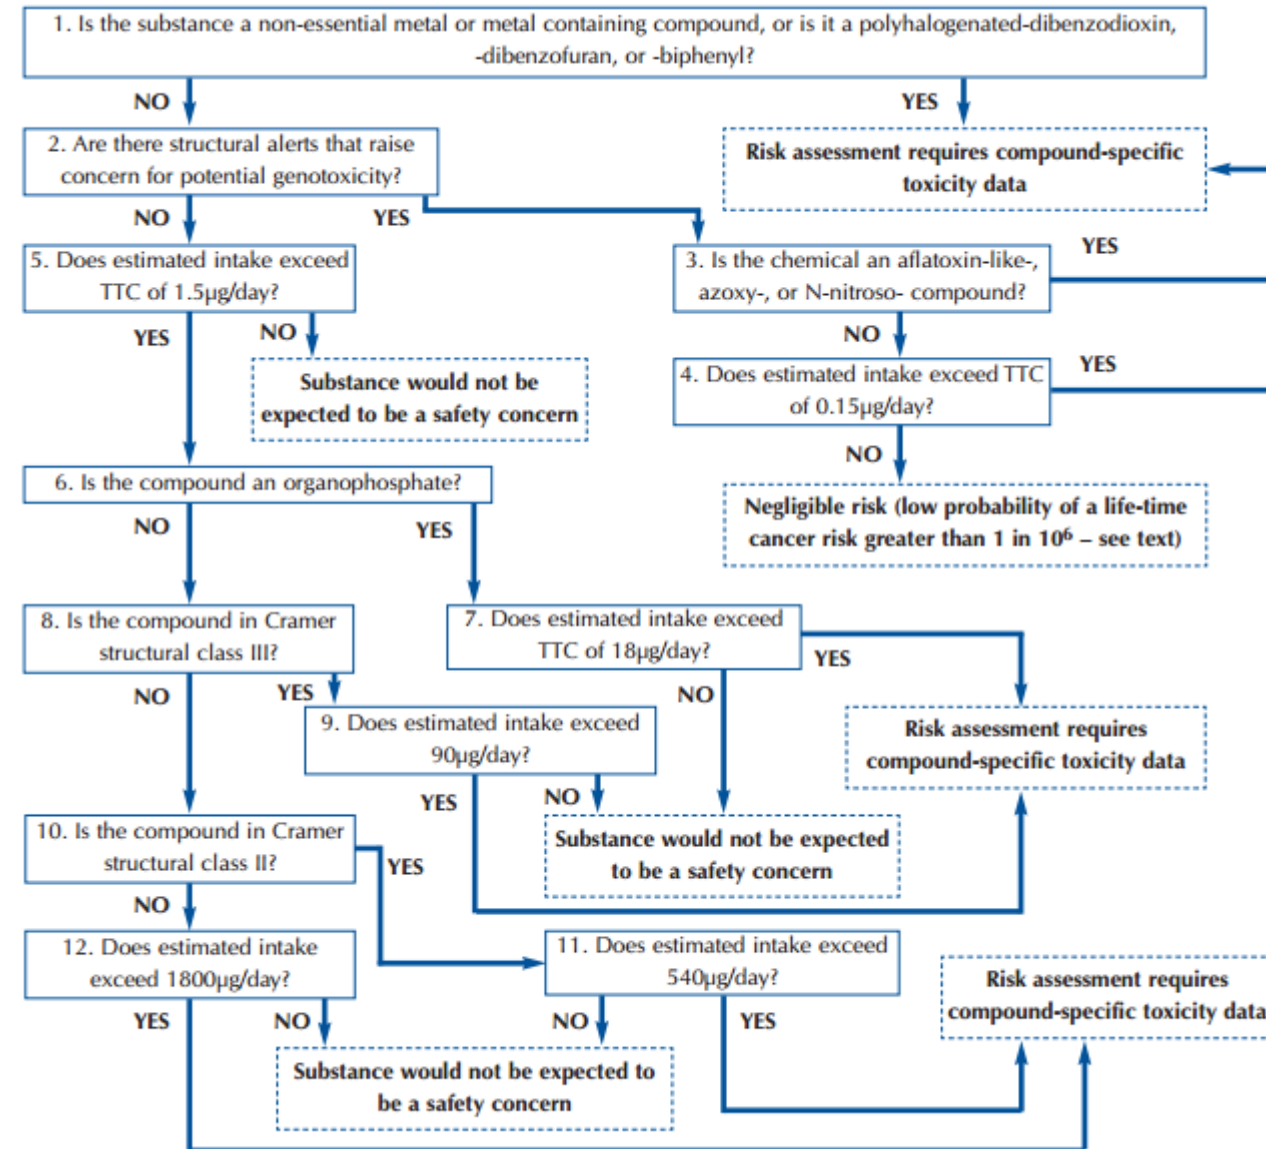 1. Is the substance a non-essential metal or metal containing compound, or is it a polyhalogenated-dibenzodioxin,
-dibenzofuran, or -biphenyl?
NO
YES
2. Are there structural alerts that raise
concern for potential genotoxicity?
Risk assessment requires compound-specific
toxicity data
NO
YES
5. Does estimated intake exceed
TTC of 1.5µg/day?
3. Is the chemical an aflatoxin-like-,
azoxy-, or N-nitroso- compound?
YES
YES
NO
NO
Substance would not be
expected to be a safety concern
4. Does estimated intake exceed TTC
of 0.15µg/day?
YES
NO
6. Is the compound an organophosphate?
Negligible risk (low probability of a life-time
cancer risk greater than 1 in 10⁶ – see text)
NO
YES
8. Is the compound in Cramer
structural class III?
7. Does estimated intake exceed
TTC of 18µg/day?
YES
NO
YES
NO
9. Does estimated intake exceed
90µg/day?
Risk assessment requires
compound-specific toxicity data
YES
NO
10. Is the compound in Cramer
structural class II?
Substance would not be expected
to be a safety concern
YES
NO
12. Does estimated intake
exceed 1800µg/day?
11. Does estimated intake exceed
540µg/day?
Risk assessment requires
compound-specific toxicity data
YES
NO
NO
YES
Substance would not be expected to
be a safety concern